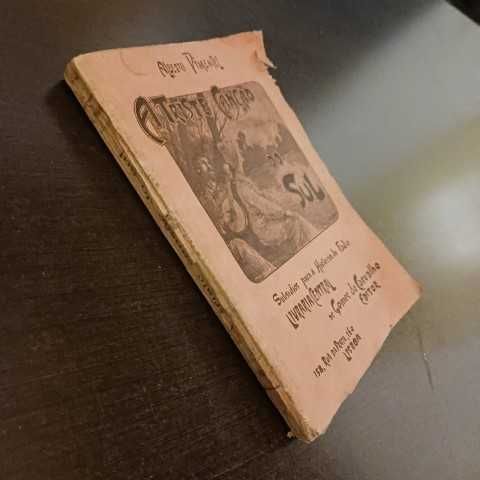 Alberto Pimentel
A TRISTE CANÇÃO
DO
SUL
Subsidios para a Historia do Fado
LIVRARIA CENTRAL
de Gomes de Carvalho
EDITOR
158, RUA DA PRATA, 160
LISBOA